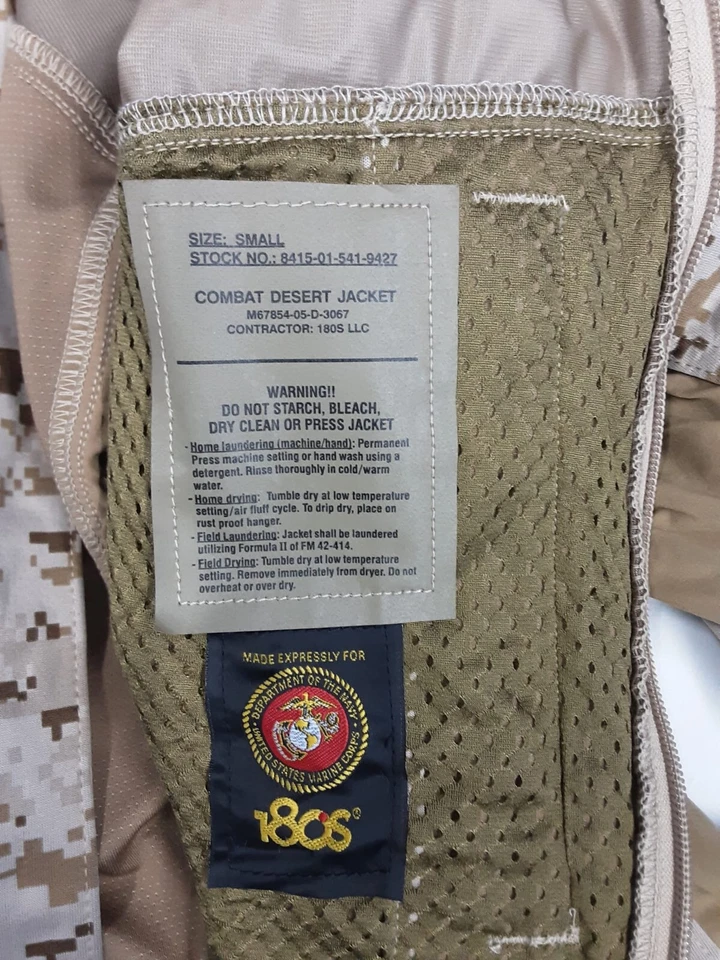 SIZE: SMALL
STOCK NO.: 8415-01-541-9427
COMBAT DESERT JACKET
M67854-05-D-3067
CONTRACTOR: 180S LLC
WARNING!!
DO NOT STARCH, BLEACH,
DRY CLEAN OR PRESS JACKET
- Home laundering (machine/hand): Permanent
Press machine setting or hand wash using a
detergent. Rinse thoroughly in cold/warm
water.
- Home drying: Tumble dry at low temperature
setting/air fluff cycle. To drip dry, place on
rust proof hanger.
- Field Laundering: Jacket shall be laundered
utilizing Formula II of FM 42-414.
- Field Drying: Tumble dry at low temperature
setting. Remove immediately from dryer. Do not
overheat or over dry.
MADE EXPRESSLY FOR
DEPARTMENT OF THE NAVY
UNITED STATES MARINE CORPS
180s®